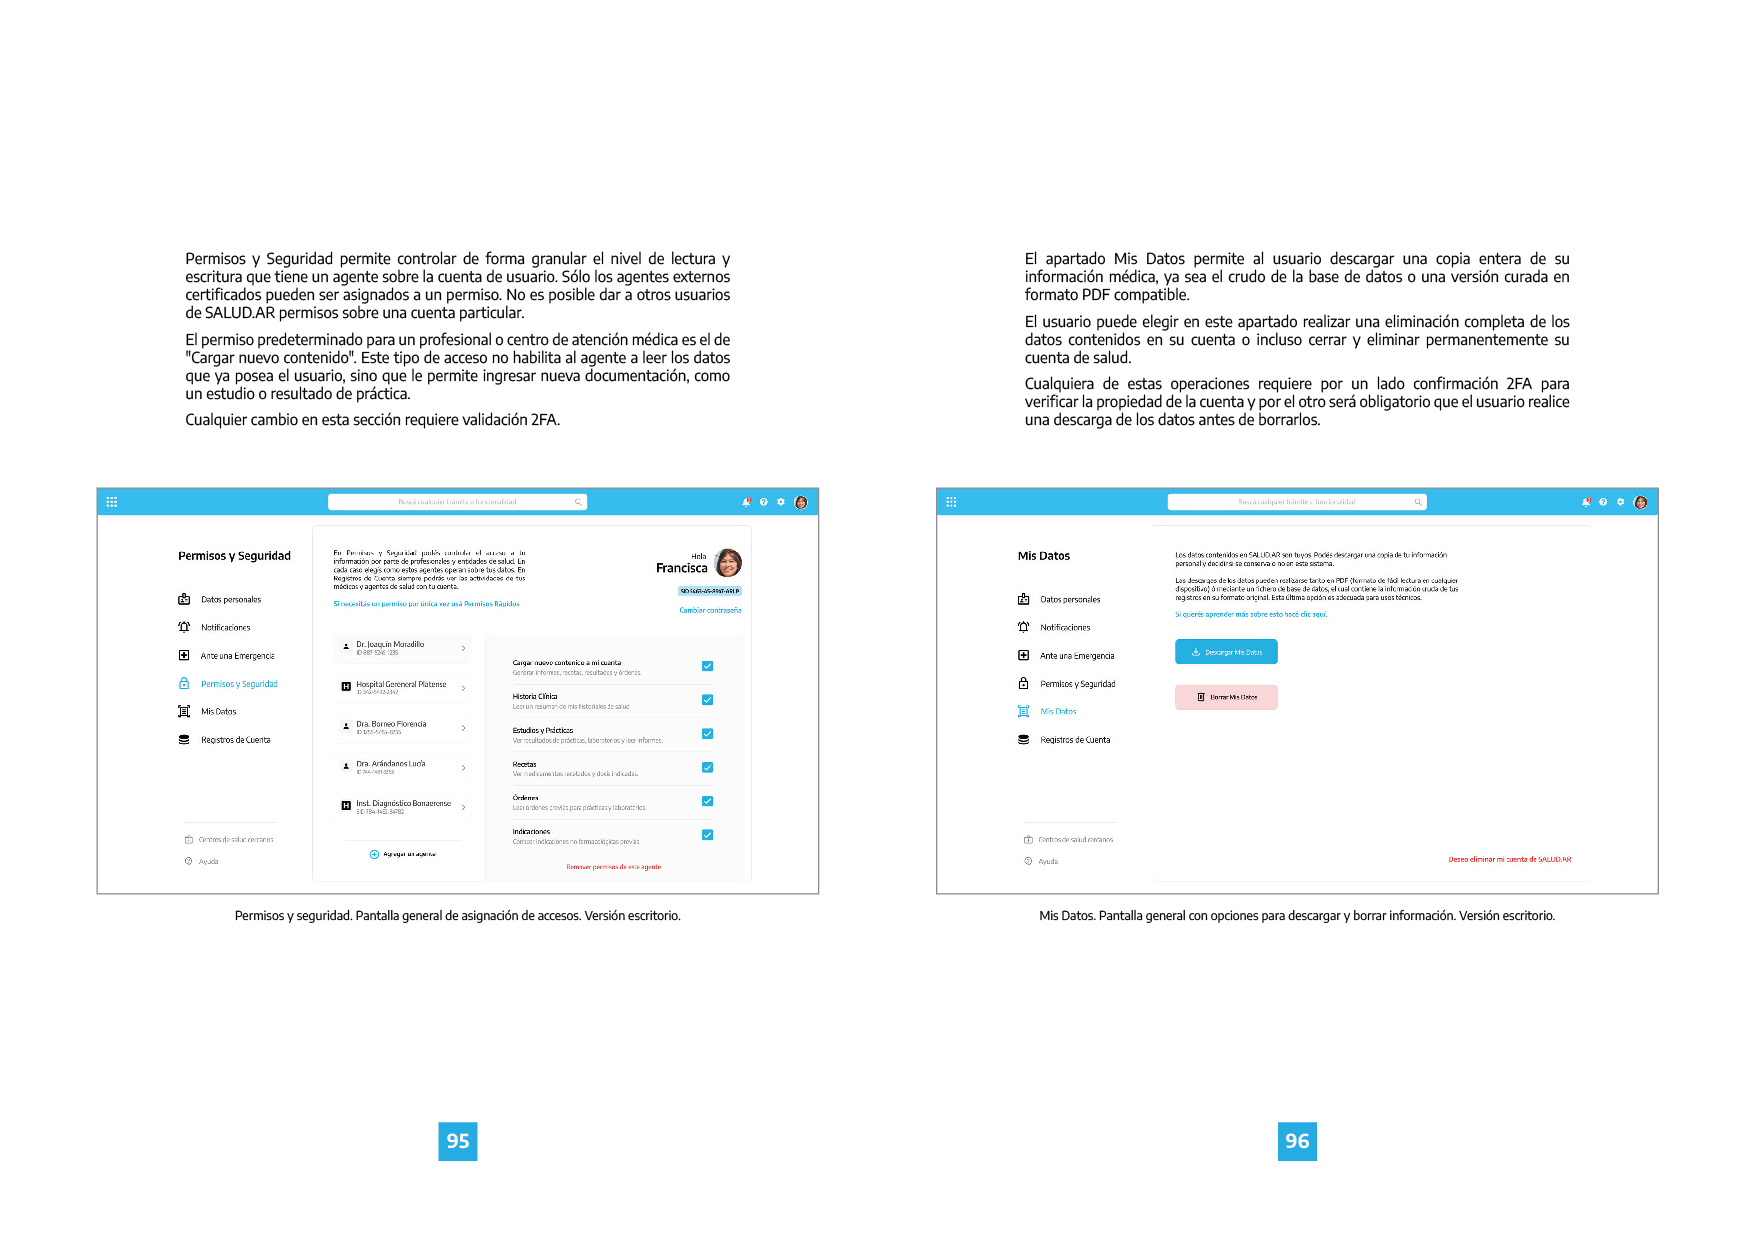 Permisos y Seguridad permite controlar de forma granular el nivel de lectura y
escritura que tiene un agente sobre la cuenta de usuario. Sólo los agentes externos
certificados pueden ser asignados a un permiso. No es posible dar a otros usuarios
de SALUD.AR permisos sobre una cuenta particular.
El permiso predeterminado para un profesional o centro de atención médica es el de
"Cargar nuevo contenido". Este tipo de acceso no habilita al agente a leer los datos
que ya posea el usuario, sino que le permite ingresar nueva documentación, como
un estudio o resultado de práctica.
Cualquier cambio en esta sección requiere validación 2FA.
Buscá cualquier trámite o funcionalidad
Permisos y Seguridad
Datos personales
Notificaciones
Ante una Emergencia
Permisos y Seguridad
Mis Datos
Registros de Cuenta
Centros de salud cercanos
Ayuda
En Permisos y Seguridad podés controlar el acceso a tu
información por parte de profesionales y entidades de salud. En
cada caso elegís como estos agentes operan sobre tus datos. En
Registros de Cuenta siempre podrás ver las actividades de tus
médicos y agentes de salud con tu cuenta.
Si necesitás un permiso por única vez usá Permisos Rápidos
Hola
Francisca
Cambiar contraseña
Dr. Joaquín Moradillo
Hospital Gereneral Platense
Dra. Borneo Florencia
Dra. Arándanos Lucía
Inst. Diagnóstico Bonaerense
Agregar un agente
Cargar nuevo contenico a mi cuenta
Generar informes, recetas, resultados y órdenes.
Historia Clínica
Leer un resumen de mis historiales de salud
Estudios y Prácticas
Ver resultados de prácticas, laboratorios y leer informes.
Recetas
Ver medicamentos recetados y dosis indicadas.
Órdenes
Leer órdenes previas para prácticas y laboratorios.
Indicaciones
Conocer indicaciones no farmacológicas previas
Remover permisos de este agente
Permisos y seguridad. Pantalla general de asignación de accesos. Versión escritorio.
95
El apartado Mis Datos permite al usuario descargar una copia entera de su
información médica, ya sea el crudo de la base de datos o una versión curada en
formato PDF compatible.
El usuario puede elegir en este apartado realizar una eliminación completa de los
datos contenidos en su cuenta o incluso cerrar y eliminar permanentemente su
cuenta de salud.
Cualquiera de estas operaciones requiere por un lado confirmación 2FA para
verificar la propiedad de la cuenta y por el otro será obligatorio que el usuario realice
una descarga de los datos antes de borrarlos.
Buscá cualquier trámite o funcionalidad
Mis Datos
Datos personales
Notificaciones
Ante una Emergencia
Permisos y Seguridad
Mis Datos
Registros de Cuenta
Centros de salud cercanos
Ayuda
Los datos contenidos en SALUD.AR son tuyos. Podés descargar una copia de tu información
personal y decidir si se conserva o no en este sistema.
Las descargas de los datos pueden realizarse tanto en PDF (formato de fácil lectura en cualquier
dispositivo) ó mediante un fichero de base de datos, el cual contiene la información cruda de tus
registros en su formato original. Esta última opción es adecuada para usos técnicos.
Si querés aprender más sobre esto hacé clic aquí.
Descargar Mis Datos
Borrar Mis Datos
Deseo eliminar mi cuenta de SALUD.AR
Mis Datos. Pantalla general con opciones para descargar y borrar información. Versión escritorio.
96